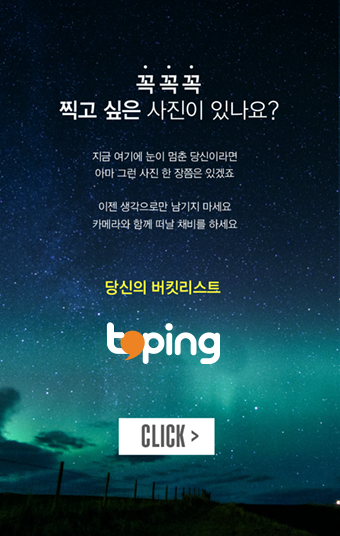 꼭꼭꼭
찍고 싶은 사진이 있나요?
지금 여기에 눈이 멈춘 당신이라면
아마 그런 사진 한 장쯤은 있겠죠
이젠 생각으로만 남기지 마세요
카메라와 함께 떠날 채비를 하세요
당신의 버킷리스트
toping
CLICK >